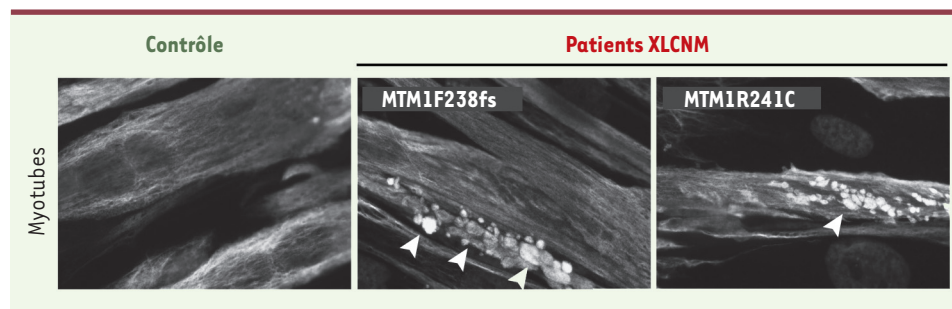 Contrôle
Patients XLCNM
MTM1F238fs
MTM1R241C
Myotubes